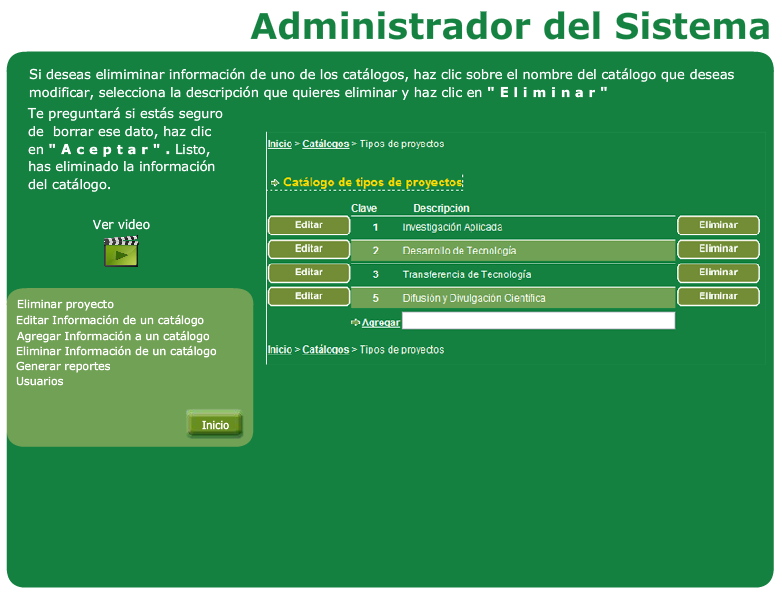 Administrador del Sistema
Si deseas elimiminar información de uno de los catálogos, haz clic sobre el nombre del catálogo que deseas
modificar, selecciona la descripción que quieres eliminar y haz clic en " E l i m i n a r "
Te preguntará si estás seguro
de borrar ese dato, haz clic
en " A c e p t a r " . Listo,
has eliminado la información
del catálogo.
Ver video
Eliminar proyecto
Editar Información de un catálogo
Agregar Información a un catálogo
Eliminar Información de un catálogo
Generar reportes
Usuarios
Inicio
Inicio > Catálogos > Tipos de proyectos
Catálogo de tipos de proyectos
Clave Descripción
Editar 1 Investigación Aplicada Eliminar
Editar 2 Desarrollo de Tecnología Eliminar
Editar 3 Transferencia de Tecnología Eliminar
Editar 5 Difusión y Divulgación Científica Eliminar
Agregar
Inicio > Catálogos > Tipos de proyectos